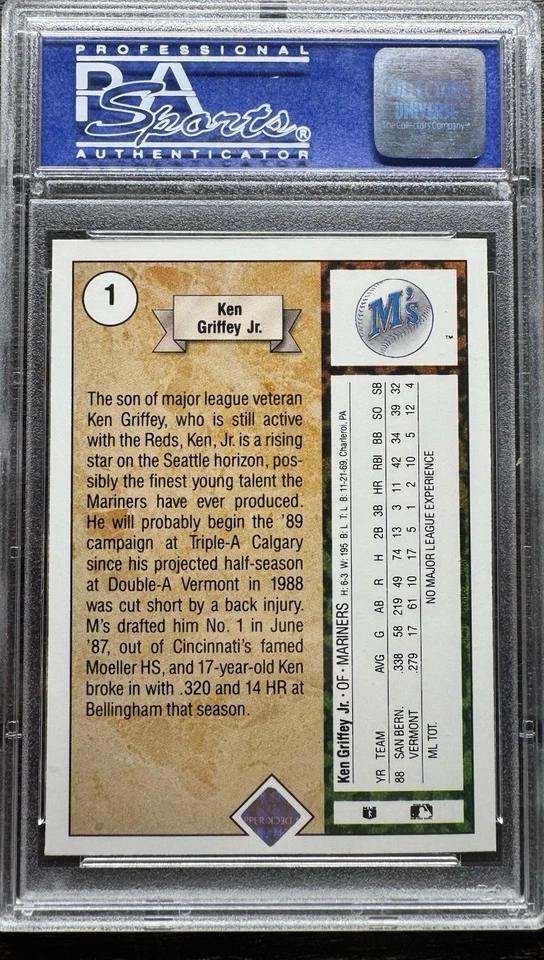 PROFESSIONAL
PSA
Sports®
AUTHENTICATOR
COLLECTORS
UNIVERSE
The Collectors Company™
1
Ken
Griffey Jr.
The son of major league veteran
Ken Griffey, who is still active
with the Reds, Ken, Jr. is a rising
star on the Seattle horizon, pos-
sibly the finest young talent the
Mariners have ever produced.
He will probably begin the '89
campaign at Triple-A Calgary
since his projected half-season
at Double-A Vermont in 1988
was cut short by a back injury.
M's drafted him No. 1 in June
'87, out of Cincinnati's famed
Moeller HS, and 17-year-old Ken
broke in with .320 and 14 HR at
Bellingham that season.
UPPER DECK
M's
™
Ken Griffey Jr. · OF · MARINERS H: 6-3 W: 195 B: L T: L B: 11-21-69, Charleroi, PA
YR TEAM AVG G AB R H 2B 3B HR RBI BB SO SB
88 SAN BERN. .338 58 219 49 74 13 3 11 42 34 39 32
VERMONT .279 17 61 10 17 5 1 2 10 5 12 4
ML TOT. NO MAJOR LEAGUE EXPERIENCE